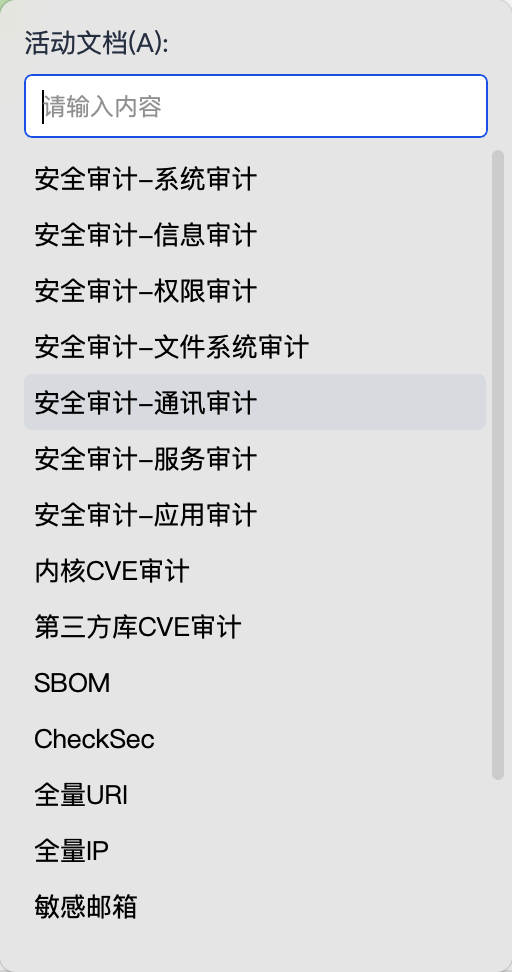 活动文档(A):
请输入内容
安全审计-系统审计
安全审计-信息审计
安全审计-权限审计
安全审计-文件系统审计
安全审计-通讯审计
安全审计-服务审计
安全审计-应用审计
内核CVE审计
第三方库CVE审计
SBOM
CheckSec
全量URI
全量IP
敏感邮箱